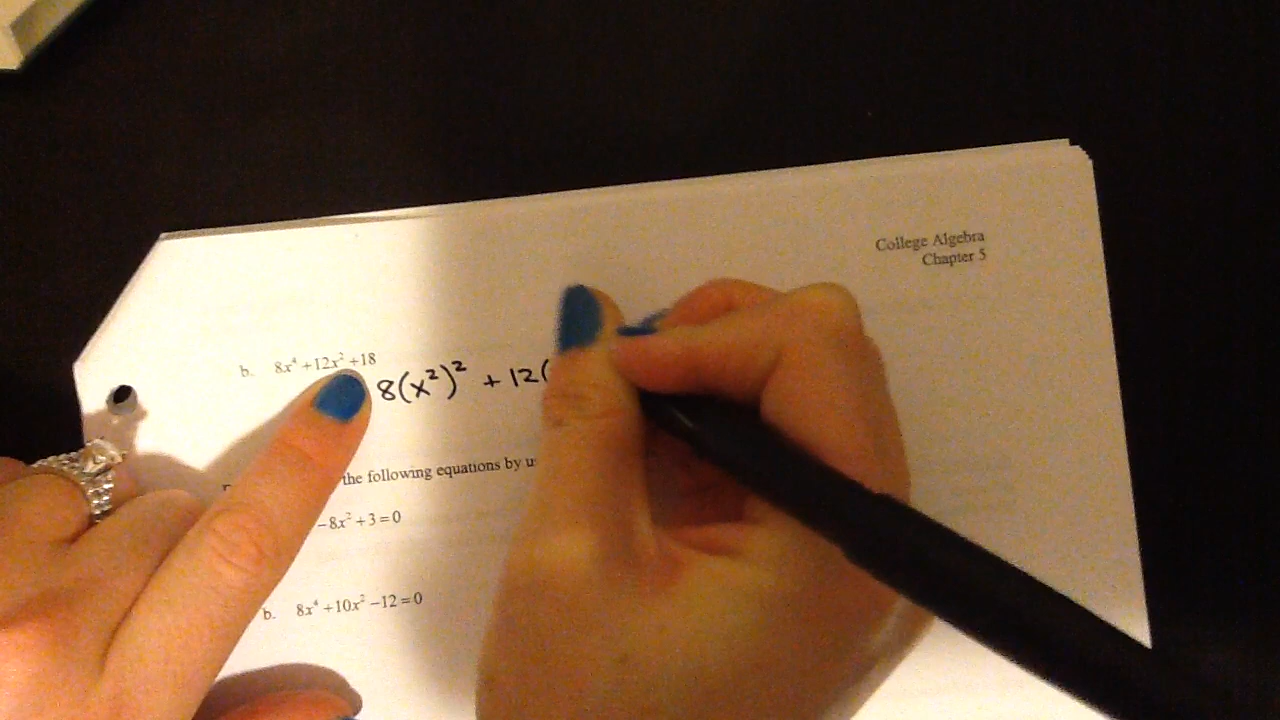 College Algebra
Chapter 5
b. 8x⁴ +12x² +18
8(x²)² + 12(
the following equations by
−8x² +3=0
b. 8x⁴ +10x² −12=0